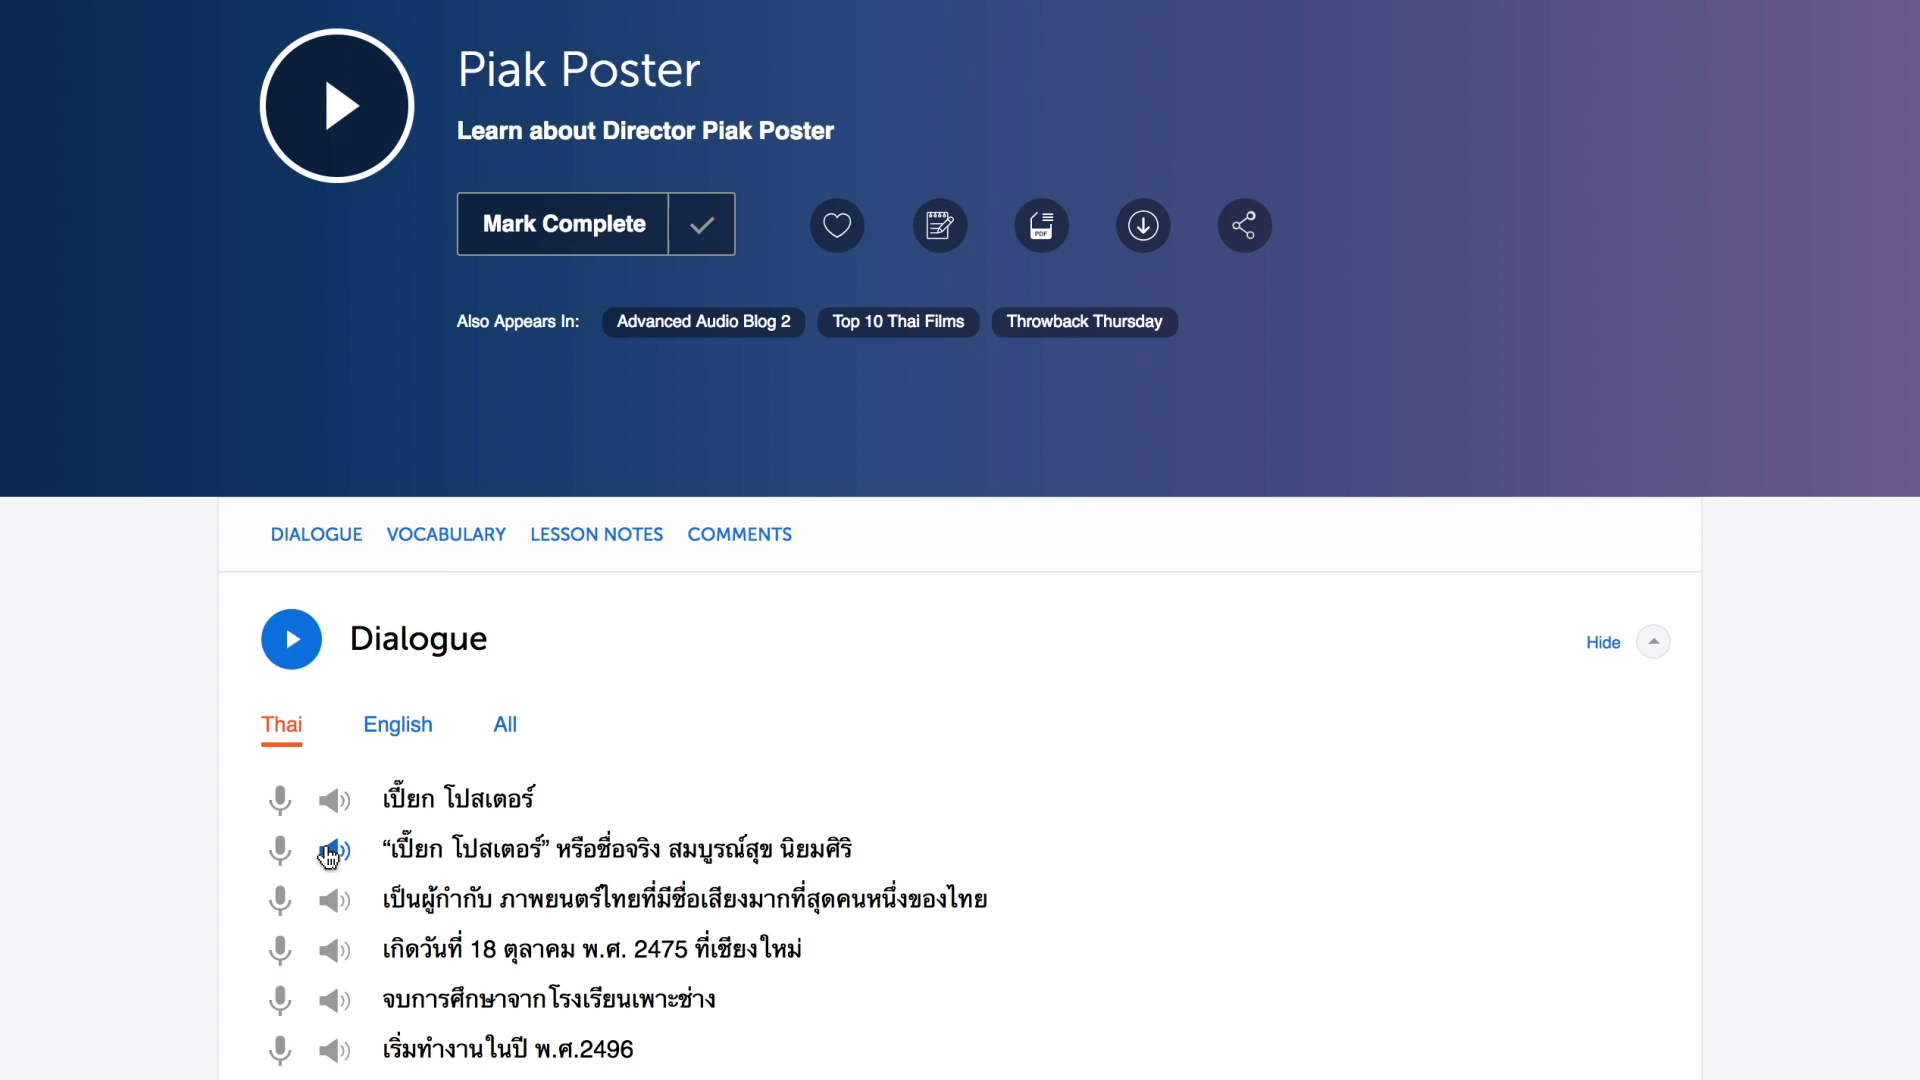 Piak Poster
Learn about Director Piak Poster
Mark Complete
PDF
Also Appears In: Advanced Audio Blog 2 Top 10 Thai Films Throwback Thursday
DIALOGUE VOCABULARY LESSON NOTES COMMENTS
Dialogue
Hide
Thai English All
เปี๊ยก โปสเตอร์
“เปี๊ยก โปสเตอร์” หรือชื่อจริง สมบูรณ์สุข นิยมศิริ
เป็นผู้กำกับ ภาพยนตร์ไทยที่มีชื่อเสียงมากที่สุดคนหนึ่งของไทย
เกิดวันที่ 18 ตุลาคม พ.ศ. 2475 ที่เชียงใหม่
จบการศึกษาจากโรงเรียนเพาะช่าง
เริ่มทำงานในปี พ.ศ.2496